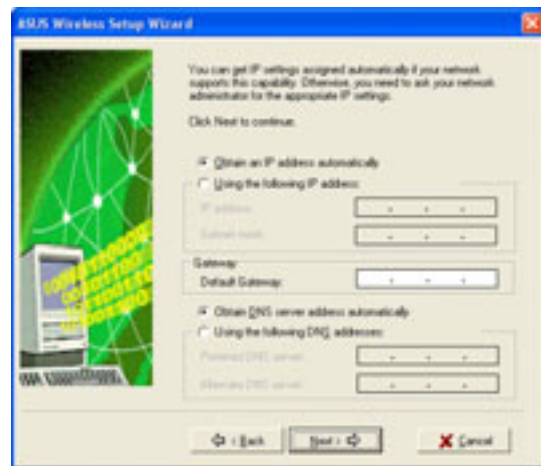 ASUS Wireless Setup Wizard
You can get IP settings assigned automatically if your network
supports this capability. Otherwise, you need to ask your network
administrator for the appropriate IP settings.
Click Next to continue.
Obtain an IP address automatically
Using the following IP address:
IP address:
Subnet mask:
Gateway
Default Gateway:
Obtain DNS server address automatically
Using the following DNS addresses:
Preferred DNS server:
Alternate DNS server:
< Back
Next >
Cancel